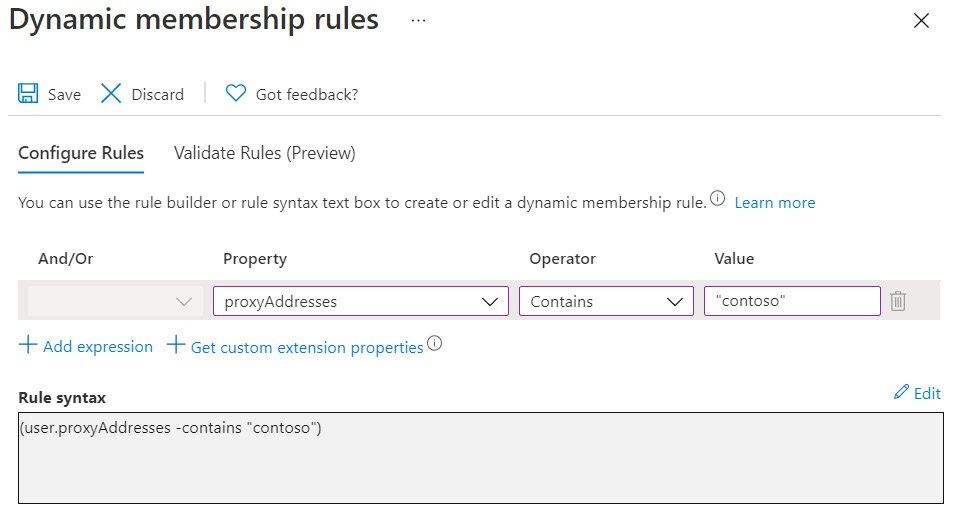 Dynamic membership rules ...
Save Discard Got feedback?
Configure Rules Validate Rules (Preview)
You can use the rule builder or rule syntax text box to create or edit a dynamic membership rule. Learn more
And/Or Property Operator Value
proxyAddresses Contains "contoso"
Add expression Get custom extension properties
Edit
Rule syntax
(user.proxyAddresses -contains "contoso")